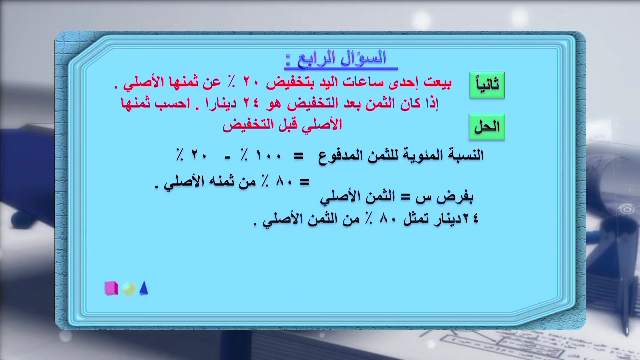 السؤال الرابع :
ثانياً
بيعت إحدى ساعات اليد بتخفيض ٢٠ ٪ عن ثمنها الأصلي .
إذا كان الثمن بعد التخفيض هو ٢٤ دينارا . احسب ثمنها
الأصلي قبل التخفيض
الحل
النسبة المئوية للثمن المدفوع = ١٠٠ ٪ - ٢٠ ٪
= ٨٠ ٪ من ثمنه الأصلي .
بفرض س = الثمن الأصلي
٢٤دينار تمثل ٨٠ ٪ من الثمن الأصلي .